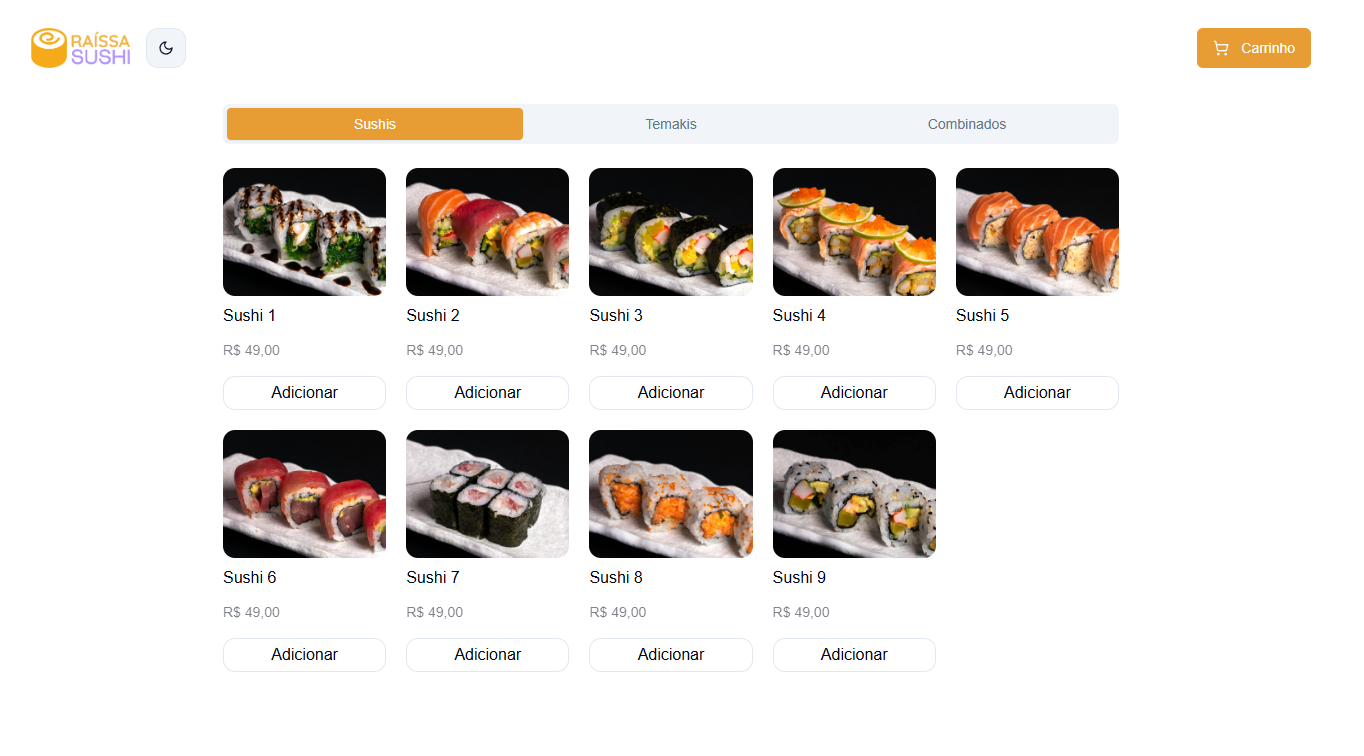 RAÍSSA
SUSHI
Carrinho
Sushis
Temakis
Combinados
Sushi 1
Sushi 2
Sushi 3
Sushi 4
Sushi 5
R$ 49,00
R$ 49,00
R$ 49,00
R$ 49,00
R$ 49,00
Adicionar
Adicionar
Adicionar
Adicionar
Adicionar
Sushi 6
Sushi 7
Sushi 8
Sushi 9
R$ 49,00
R$ 49,00
R$ 49,00
R$ 49,00
Adicionar
Adicionar
Adicionar
Adicionar